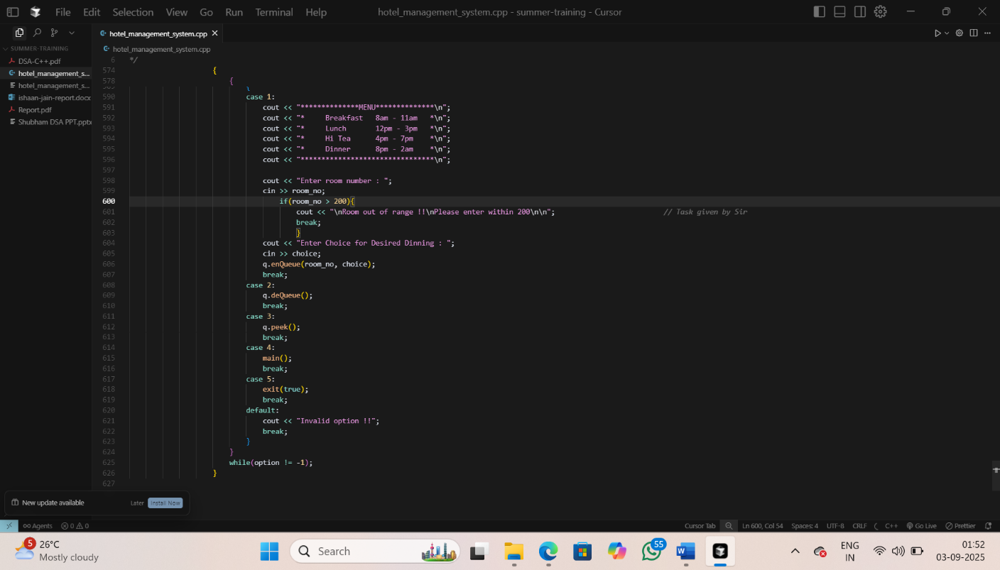 File Edit Selection View Go Run Terminal Help
hotel_management_system.cpp - summer-training - Cursor
hotel_management_system.cpp
SUMMER-TRAINING
DSA-C++.pdf
hotel_management_s...
hotel_management_s...
ishaan-jain-report.docx
Report.pdf
Shubham DSA PPT.pptx
hotel_management_system.cpp
6 */
574 {
578 {
590 case 1:
591 cout << "**************MENU**************\n";
592 cout << "*     Breakfast   8am - 11am   *\n";
593 cout << "*     Lunch       12pm - 3pm   *\n";
594 cout << "*     Hi Tea      4pm - 7pm    *\n";
595 cout << "*     Dinner      8pm - 2am    *\n";
596 cout << "********************************\n";
597
598 cout << "Enter room number : ";
599 cin >> room_no;
600 if(room_no > 200){
601 cout << "\nRoom out of range !!\nPlease enter within 200\n\n"; // Task given by Sir
602 break;
603 }
604 cout << "Enter Choice for Desired Dinning : ";
605 cin >> choice;
606 q.enQueue(room_no, choice);
607 break;
608 case 2:
609 q.deQueue();
610 break;
611 case 3:
612 q.peek();
613 break;
614 case 4:
615 main();
616 break;
617 case 5:
618 exit(true);
619 break;
620 default:
621 cout << "Invalid option !!";
622 break;
623 }
624 }
625 while(option != -1);
626 }
627
New update available Later Install Now
Agents 0 0 Cursor Tab Ln 600, Col 54 Spaces: 4 UTF-8 CRLF C++ Go Live Prettier
5 26°C
Mostly cloudy
Search
55
ENG
IN
01:52
03-09-2025